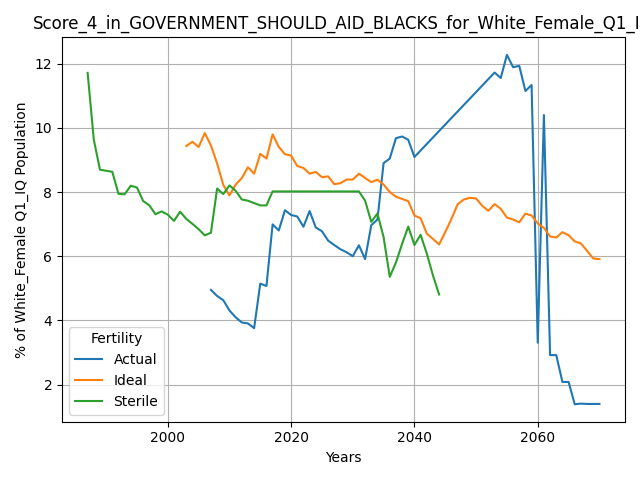 Score_4_in_GOVERNMENT_SHOULD_AID_BLACKS_for_White_Female_Q1_I
12
10
8
6
4
2
% of White_Female Q1_IQ Population
Fertility
Actual
Ideal
Sterile
2000
2020
2040
2060
Years